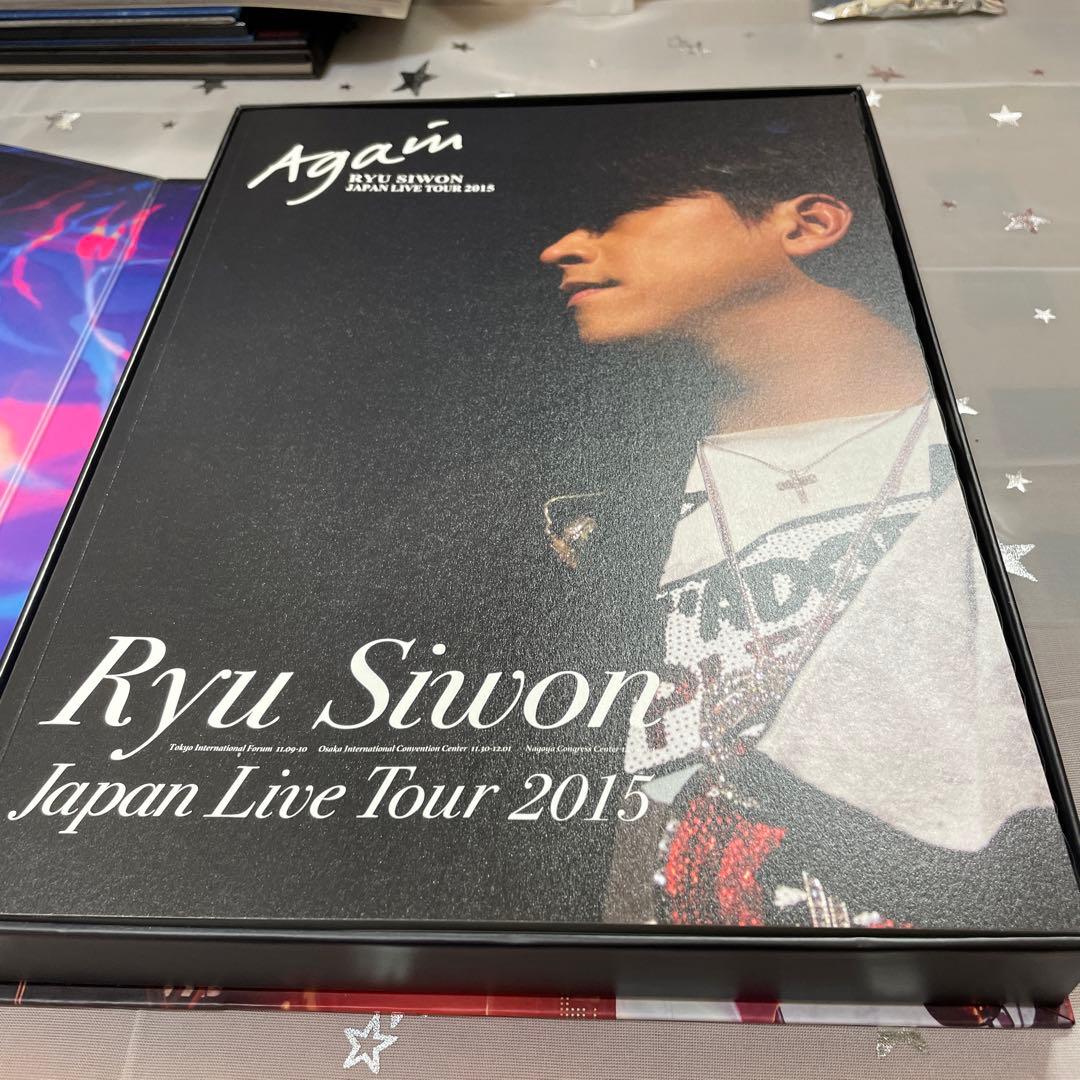 Again
RYU SIWON
JAPAN LIVE TOUR 2015
Ryu Siwon
Tokyo International Forum 11.09-10 Osaka International Convention Center 11.30-12.01 Nagoya Congress Center
Japan Live Tour 2015